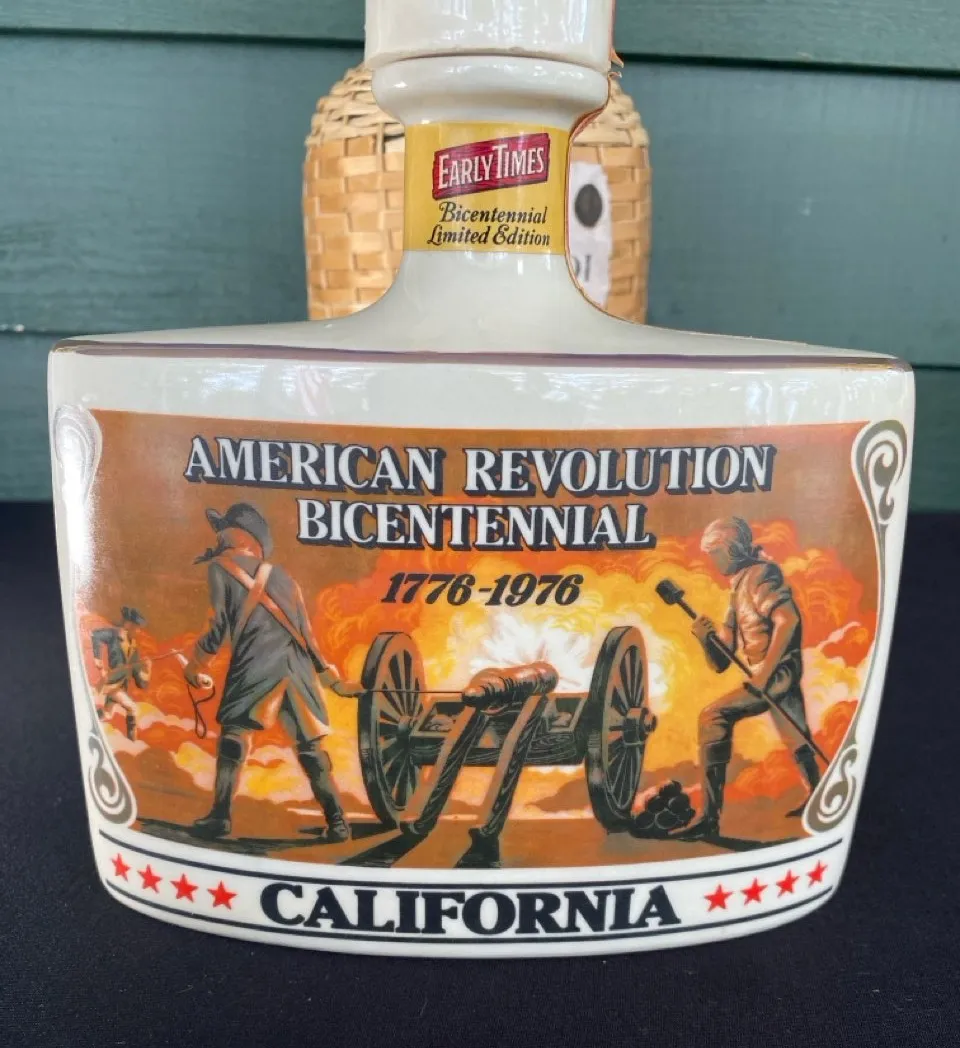 EARLY TIMES
Bicentennial
Limited Edition
AMERICAN REVOLUTION
BICENTENNIAL
1776-1976
CALIFORNIA